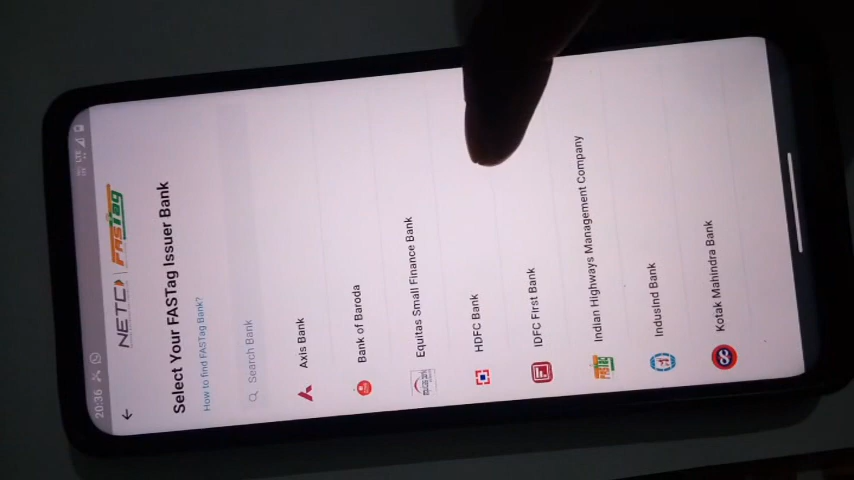 20:36
LTE
NETC FASTag
Select Your FASTag Issuer Bank
How to find FASTag Bank?
Search Bank
Axis Bank
Bank of Baroda
Equitas Small Finance Bank
HDFC Bank
IDFC First Bank
Indian Highways Management Company
IndusInd Bank
Kotak Mahindra Bank